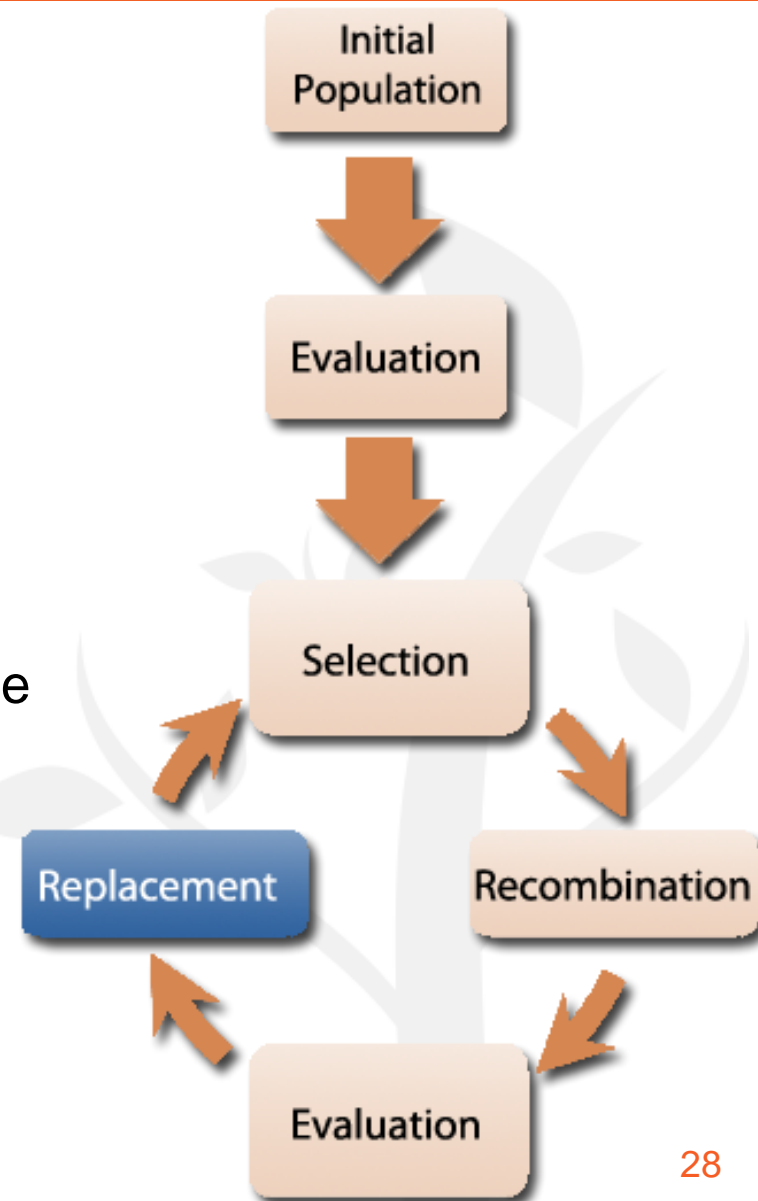 Initial
Population
Evaluation
Selection
e
Replacement
Recombination
Evaluation
28